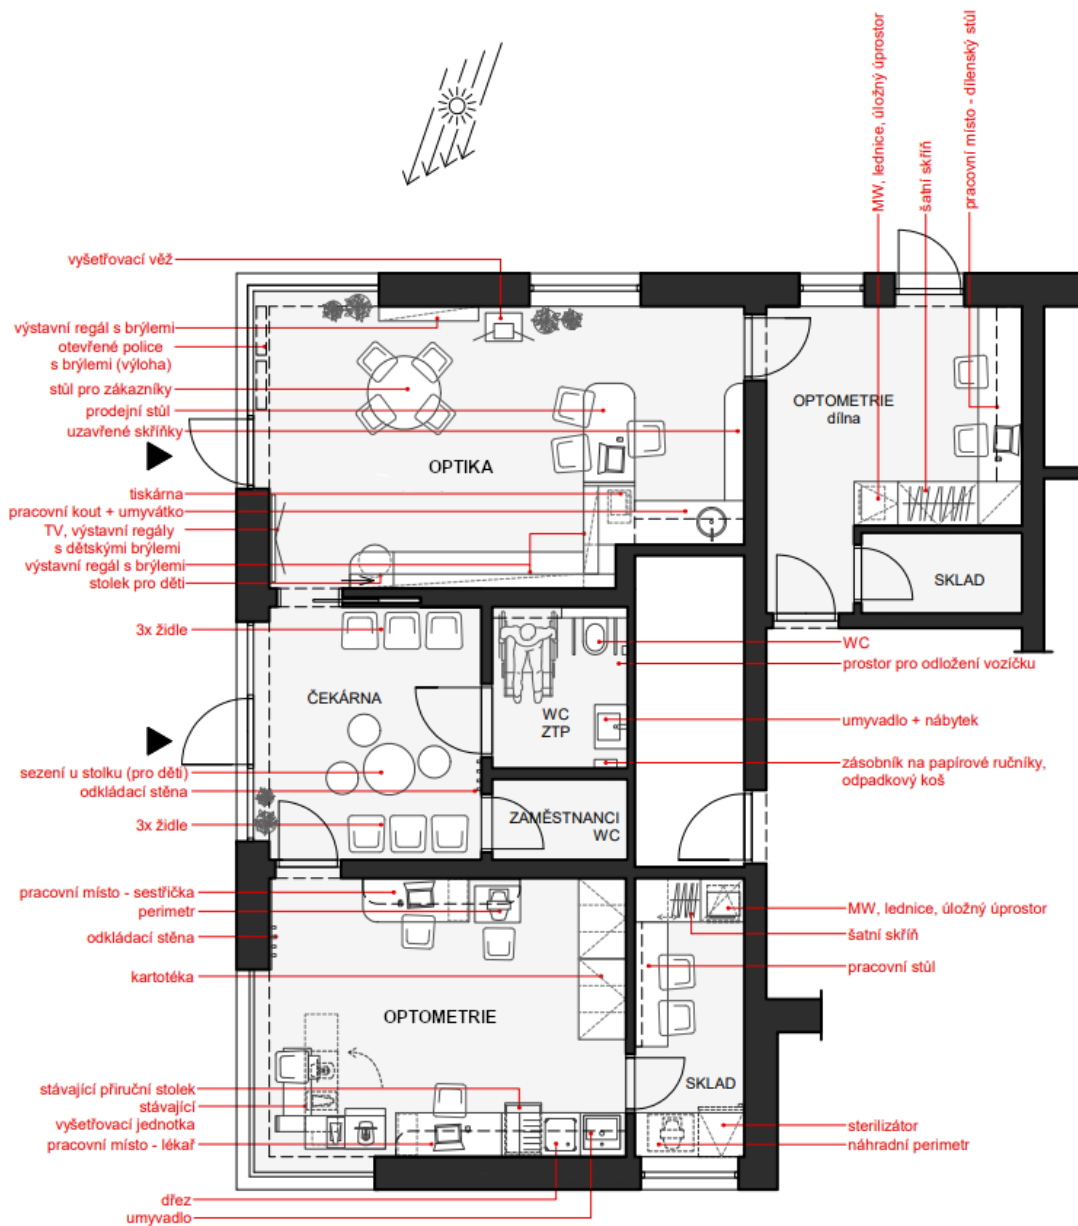 MW, lednice, úložný úprostor
šatní skříň
pracovní místo - dílenský stůl
vyšetřovací věž
výstavní regál s brýlemi
otevřené police
s brýlemi (výloha)
stůl pro zákazníky
prodejní stůl
uzavřené skříňky
OPTIKA
OPTOMETRIE
dílna
tiskárna
pracovní kout + umyvátko
TV, výstavní regály
s dětskými brýlemi
výstavní regál s brýlemi
stolek pro děti
SKLAD
3x židle
WC
prostor pro odložení vozíčku
ČEKÁRNA
WC
ZTP
umyvadlo + nábytek
sezení u stolku (pro děti)
odkládací stěna
zásobník na papírové ručníky,
odpadkový koš
3x židle
ZAMĚSTNANCI
WC
pracovní místo - sestřička
perimetr
odkládací stěna
kartotéka
MW, lednice, úložný úprostor
šatní skříň
pracovní stůl
OPTOMETRIE
SKLAD
stávající příruční stolek
stávající
vyšetřovací jednotka
pracovní místo - lékař
sterilizátor
náhradní perimetr
dřez
umyvadlo